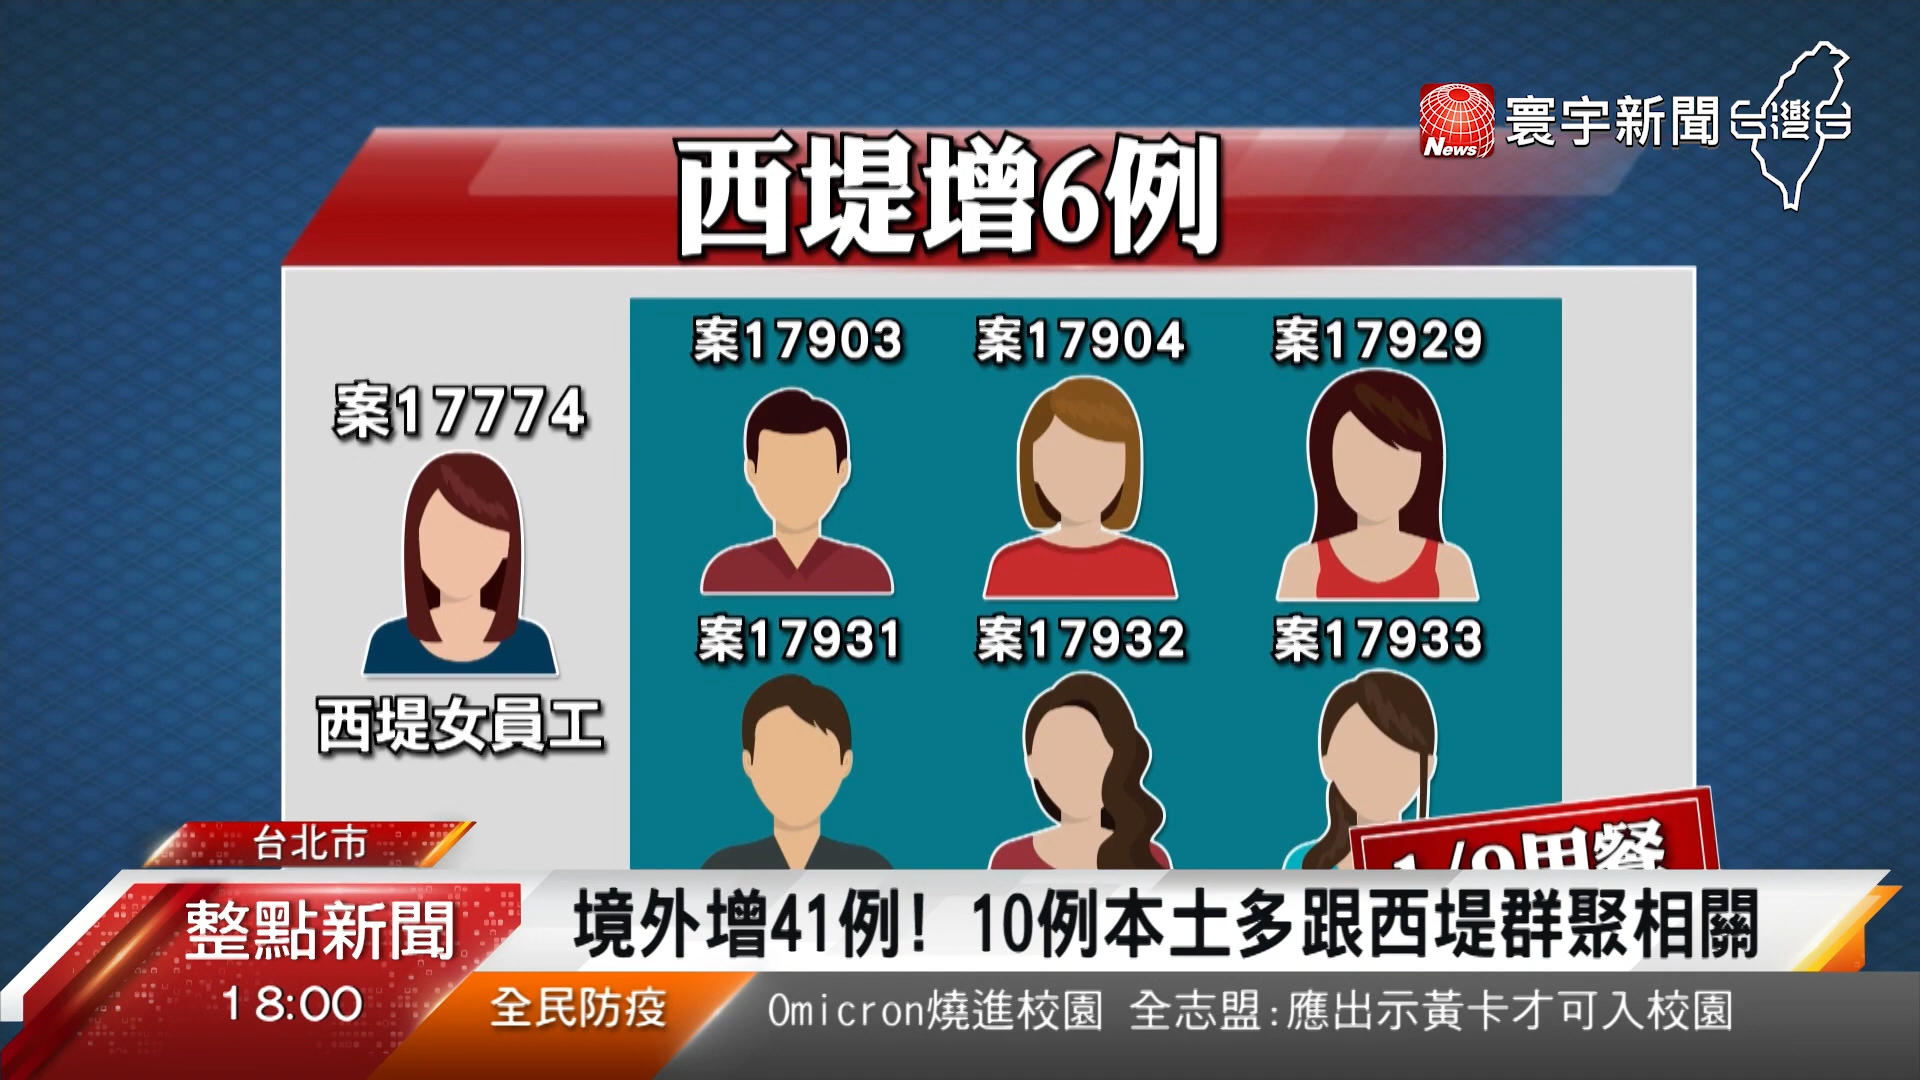 News 寰宇新聞 台灣台
西堤增6例
案17774
西堤女員工
案17903 案17904 案17929
案17931 案17932 案17933
1/9用餐
台北市
整點新聞
18:00
境外增41例! 10例本土多跟西堤群聚相關
全民防疫
Omicron燒進校園 全志盟:應出示黃卡才可入校園